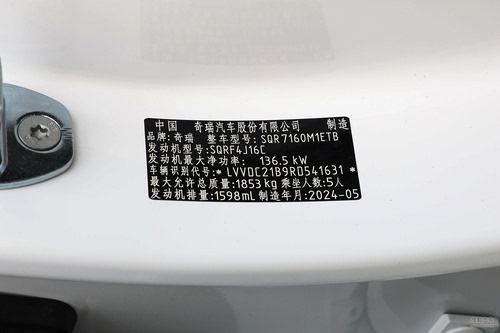 中国 奇瑞汽车股份有限公司 制造
品牌:奇瑞 整车型号:SQR7160M1ETB
发动机型号:SQRF4J16C
发动机最大净功率: 136.5 kW
车辆识别代号:*LVVDC21B9RD541631*
最大允许总质量:1853kg 乘坐人数:5人
发动机排量:1598mL 制造年月:2024-05